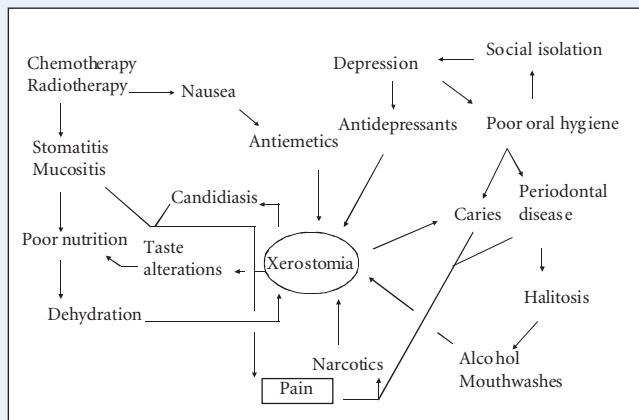 Chemotherapy
Radiotherapy
Nausea
Stomatitis
Mucositis
Antiemetics
Depression
Social isolation
Antidepressants
Poor oral hygiene
Candidiasis
Caries
Periodontal
disease
Poor nutrition
Taste
alterations
Xerostomia
Halitosis
Dehydration
Narcotics
Pain
Alcohol
Mouthwashes